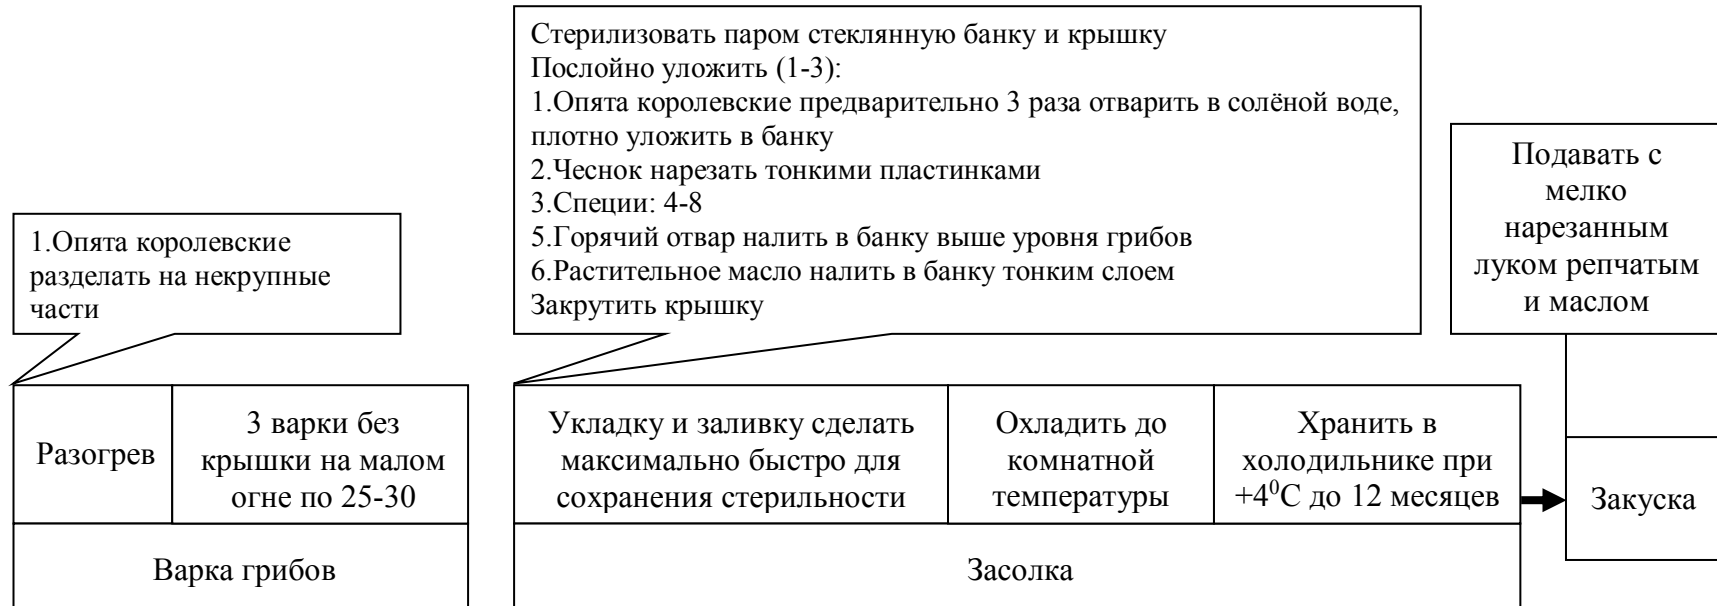 Стерилизовать паром стеклянную банку и крышку
Послойно уложить (1-3):
1.Опята королевские предварительно 3 раза отварить в солёной воде,
плотно уложить в банку
2.Чеснок нарезать тонкими пластинками
3.Специи: 4-8
5.Горячий отвар налить в банку выше уровня грибов
6.Растительное масло налить в банку тонким слоем
Закрутить крышку
Подавать с
мелко
нарезанным
луком репчатым
и маслом
1.Опята королевские
разделать на некрупные
части
Разогрев
3 варки без
крышки на малом
огне по 25-30
Укладку и заливку сделать
максимально быстро для
сохранения стерильности
Охладить до
комнатной
температуры
Хранить в
холодильнике при
+4⁰С до 12 месяцев
Закуска
Варка грибов
Засолка